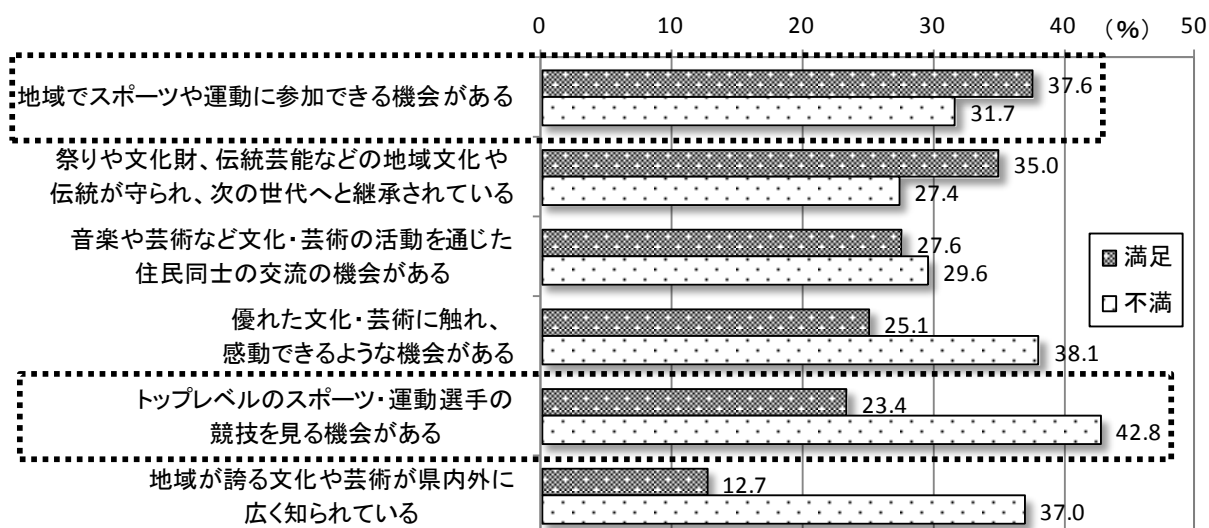 0 10 20 30 40 (%) 50
地域でスポーツや運動に参加できる機会がある
37.6
31.7
祭りや文化財、伝統芸能などの地域文化や
伝統が守られ、次の世代へと継承されている
35.0
27.4
音楽や芸術など文化・芸術の活動を通じた
住民同士の交流の機会がある
27.6
29.6
満足
不満
優れた文化・芸術に触れ、
感動できるような機会がある
25.1
38.1
トップレベルのスポーツ・運動選手の
競技を見る機会がある
23.4
42.8
地域が誇る文化や芸術が県内外に
広く知られている
12.7
37.0